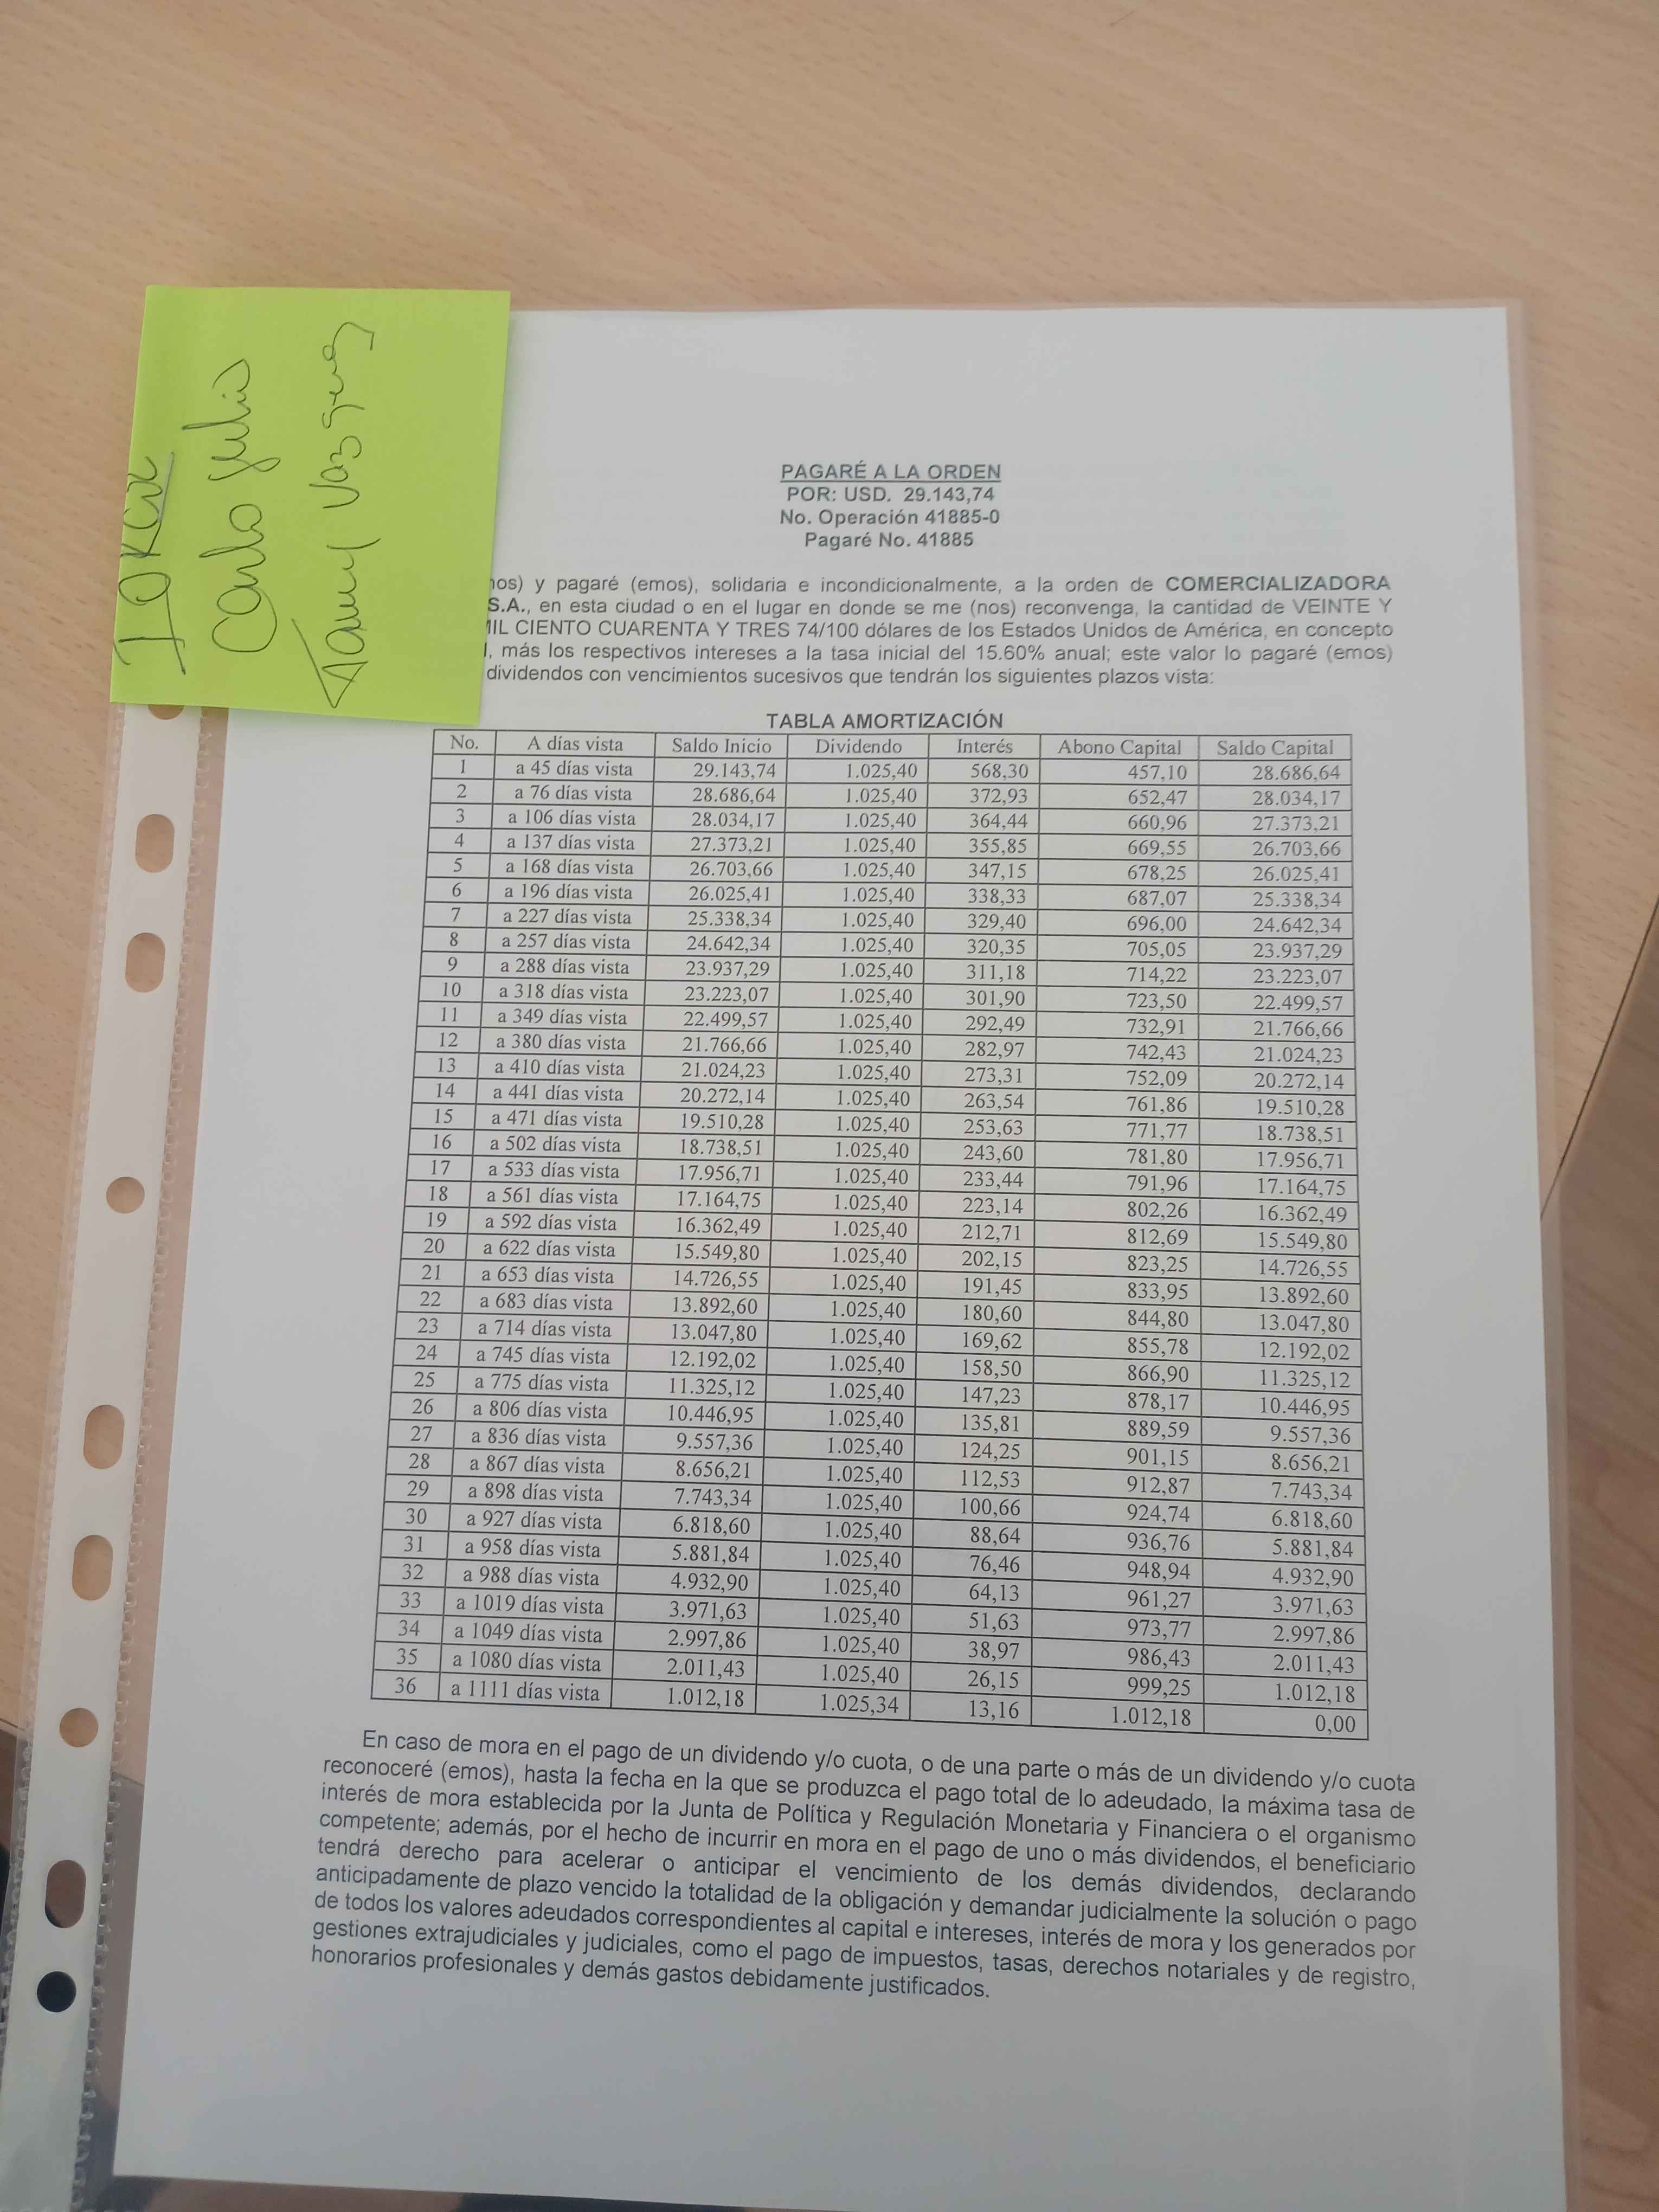 Carlo Julio
PAGARÉ A LA ORDEN
POR: USD. 29.143,74
No. Operación 41885-0
Pagaré No. 41885
nos) y pagaré (emos), solidaria e incondicionalmente, a la orden de COMERCIALIZADORA
S.A., en esta ciudad o en el lugar en donde se me (nos) reconvenga, la cantidad de VEINTE Y
MIL CIENTO CUARENTA Y TRES 74/100 dólares de los Estados Unidos de América, en concepto
l, más los respectivos intereses a la tasa inicial del 15.60% anual; este valor lo pagaré (emos)
dividendos con vencimientos sucesivos que tendrán los siguientes plazos vista:
TABLA AMORTIZACIÓN
No. A días vista Saldo Inicio Dividendo Interés Abono Capital Saldo Capital
1 a 45 días vista 29.143,74 1.025,40 568,30 457,10 28.686,64
2 a 76 días vista 28.686,64 1.025,40 372,93 652,47 28.034,17
3 a 106 días vista 28.034,17 1.025,40 364,44 660,96 27.373,21
4 a 137 días vista 27.373,21 1.025,40 355,85 669,55 26.703,66
5 a 168 días vista 26.703,66 1.025,40 347,15 678,25 26.025,41
6 a 196 días vista 26.025,41 1.025,40 338,33 687,07 25.338,34
7 a 227 días vista 25.338,34 1.025,40 329,40 696,00 24.642,34
8 a 257 días vista 24.642,34 1.025,40 320,35 705,05 23.937,29
9 a 288 días vista 23.937,29 1.025,40 311,18 714,22 23.223,07
10 a 318 días vista 23.223,07 1.025,40 301,90 723,50 22.499,57
11 a 349 días vista 22.499,57 1.025,40 292,49 732,91 21.766,66
12 a 380 días vista 21.766,66 1.025,40 282,97 742,43 21.024,23
13 a 410 días vista 21.024,23 1.025,40 273,31 752,09 20.272,14
14 a 441 días vista 20.272,14 1.025,40 263,54 761,86 19.510,28
15 a 471 días vista 19.510,28 1.025,40 253,63 771,77 18.738,51
16 a 502 días vista 18.738,51 1.025,40 243,60 781,80 17.956,71
17 a 533 días vista 17.956,71 1.025,40 233,44 791,96 17.164,75
18 a 561 días vista 17.164,75 1.025,40 223,14 802,26 16.362,49
19 a 592 días vista 16.362,49 1.025,40 212,71 812,69 15.549,80
20 a 622 días vista 15.549,80 1.025,40 202,15 823,25 14.726,55
21 a 653 días vista 14.726,55 1.025,40 191,45 833,95 13.892,60
22 a 683 días vista 13.892,60 1.025,40 180,60 844,80 13.047,80
23 a 714 días vista 13.047,80 1.025,40 169,62 855,78 12.192,02
24 a 745 días vista 12.192,02 1.025,40 158,50 866,90 11.325,12
25 a 775 días vista 11.325,12 1.025,40 147,23 878,17 10.446,95
26 a 806 días vista 10.446,95 1.025,40 135,81 889,59 9.557,36
27 a 836 días vista 9.557,36 1.025,40 124,25 901,15 8.656,21
28 a 867 días vista 8.656,21 1.025,40 112,53 912,87 7.743,34
29 a 898 días vista 7.743,34 1.025,40 100,66 924,74 6.818,60
30 a 927 días vista 6.818,60 1.025,40 88,64 936,76 5.881,84
31 a 958 días vista 5.881,84 1.025,40 76,46 948,94 4.932,90
32 a 988 días vista 4.932,90 1.025,40 64,13 961,27 3.971,63
33 a 1019 días vista 3.971,63 1.025,40 51,63 973,77 2.997,86
34 a 1049 días vista 2.997,86 1.025,40 38,97 986,43 2.011,43
35 a 1080 días vista 2.011,43 1.025,40 26,15 999,25 1.012,18
36 a 1111 días vista 1.012,18 1.025,34 13,16 1.012,18 0,00
En caso de mora en el pago de un dividendo y/o cuota, o de una parte o más de un dividendo y/o cuota
reconoceré (emos), hasta la fecha en la que se produzca el pago total de lo adeudado, la máxima tasa de
interés de mora establecida por la Junta de Política y Regulación Monetaria y Financiera o el organismo
competente; además, por el hecho de incurrir en mora en el pago de uno o más dividendos, el beneficiario
tendrá derecho para acelerar o anticipar el vencimiento de los demás dividendos, declarando
anticipadamente de plazo vencido la totalidad de la obligación y demandar judicialmente la solución o pago
de todos los valores adeudados correspondientes al capital e intereses, interés de mora y los generados por
gestiones extrajudiciales y judiciales, como el pago de impuestos, tasas, derechos notariales y de registro,
honorarios profesionales y demás gastos debidamente justificados.